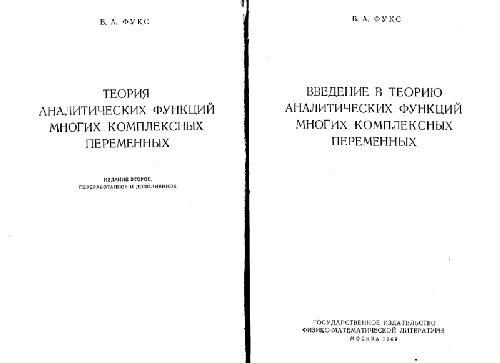 Б. А. ФУКС
ТЕОРИЯ
АНАЛИТИЧЕСКИХ ФУНКЦИЙ
МНОГИХ КОМПЛЕКСНЫХ
ПЕРЕМЕННЫХ
ИЗДАНИЕ ВТОРОЕ,
ПЕРЕРАБОТАННОЕ И ДОПОЛНЕННОЕ
Б. А. ФУКС
ВВЕДЕНИЕ В ТЕОРИЮ
АНАЛИТИЧЕСКИХ ФУНКЦИЙ
МНОГИХ КОМПЛЕКСНЫХ
ПЕРЕМЕННЫХ
ГОСУДАРСТВЕННОЕ ИЗДАТЕЛЬСТВО
ФИЗИКО-МАТЕМАТИЧЕСКОЙ ЛИТЕРАТУРЫ
МОСКВА 1962